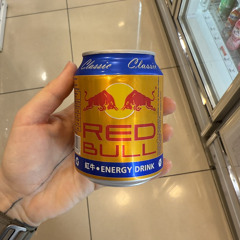 Classic Classic
RED
BULL
紅牛•ENERGY DRINK